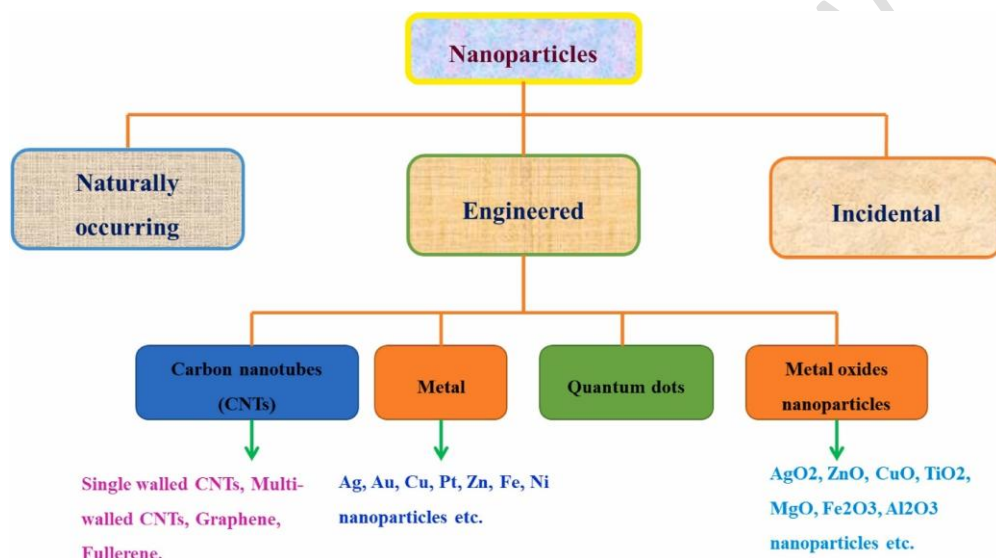 Nanoparticles
Naturally
occurring
Engineered
Incidental
Carbon nanotubes
(CNTs)
Metal
Quantum dots
Metal oxides
nanoparticles
Single walled CNTs, Multi-
walled CNTs, Graphene,
Fullerene.
Ag, Au, Cu, Pt, Zn, Fe, Ni
nanoparticles etc.
AgO2, ZnO, CuO, TiO2,
MgO, Fe2O3, Al2O3
nanoparticles etc.